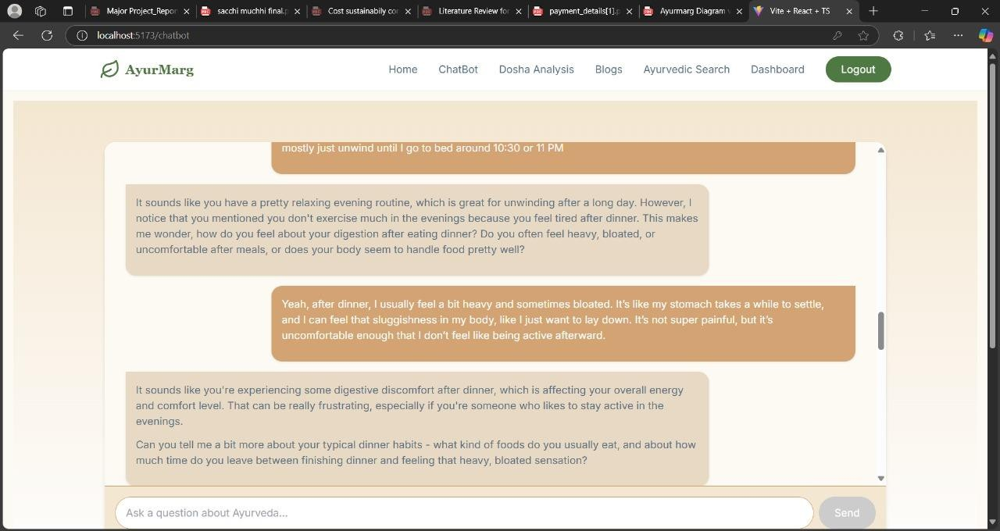 Major Project_Repor
sacchi muchhi final.p
Cost sustainabily cor
Literature Review for
payment_details[1].p
Ayurmarg Diagram v
Vite + React + TS
localhost:5173/chatbot
AyurMarg
Home
ChatBot
Dosha Analysis
Blogs
Ayurvedic Search
Dashboard
Logout
mostly just unwind until I go to bed around 10:30 or 11 PM
It sounds like you have a pretty relaxing evening routine, which is great for unwinding after a long day. However, I
notice that you mentioned you don't exercise much in the evenings because you feel tired after dinner. This makes
me wonder, how do you feel about your digestion after eating dinner? Do you often feel heavy, bloated, or
uncomfortable after meals, or does your body seem to handle food pretty well?
Yeah, after dinner, I usually feel a bit heavy and sometimes bloated. It’s like my stomach takes a while to settle,
and I can feel that sluggishness in my body, like I just want to lay down. It’s not super painful, but it’s
uncomfortable enough that I don’t feel like being active afterward.
It sounds like you're experiencing some digestive discomfort after dinner, which is affecting your overall energy
and comfort level. That can be really frustrating, especially if you're someone who likes to stay active in the
evenings.
Can you tell me a bit more about your typical dinner habits - what kind of foods do you usually eat, and about how
much time do you leave between finishing dinner and feeling that heavy, bloated sensation?
Ask a question about Ayurveda...
Send